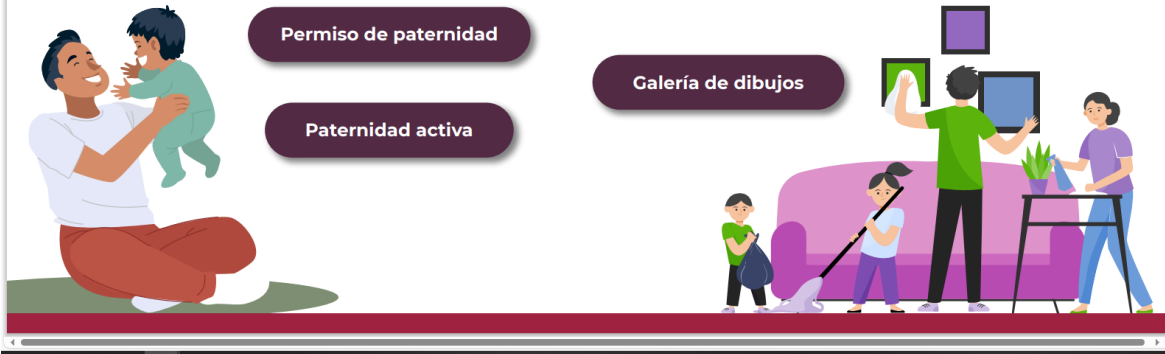 Permiso de paternidad
Galería de dibujos
Paternidad activa